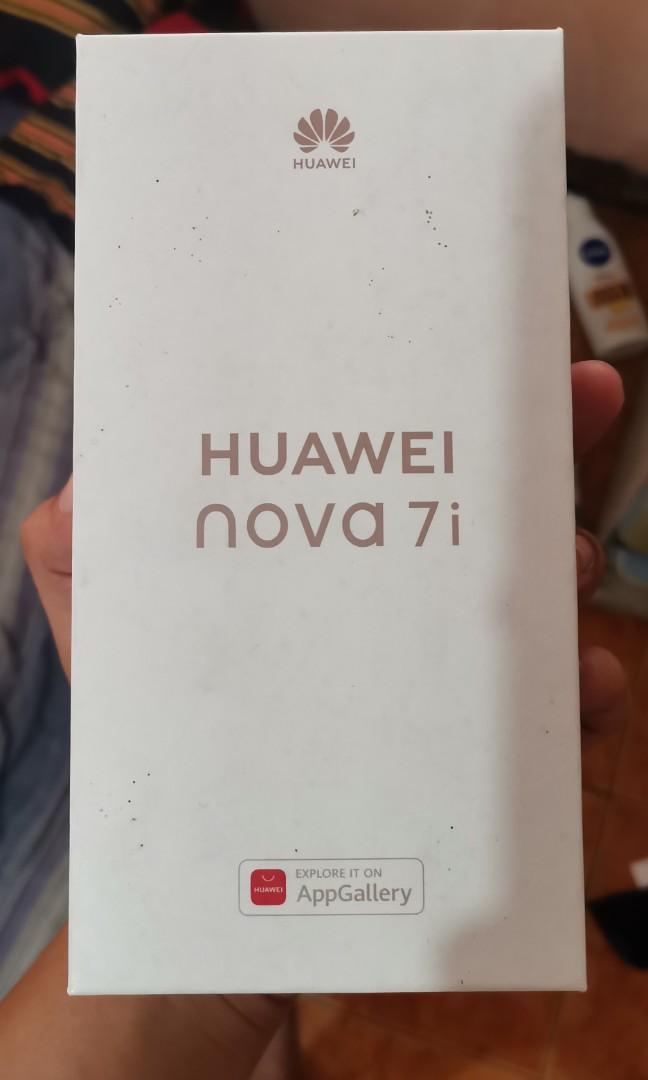 HUAWEI
HUAWEI
nova 7i
HUAWEI
EXPLORE IT ON
AppGallery